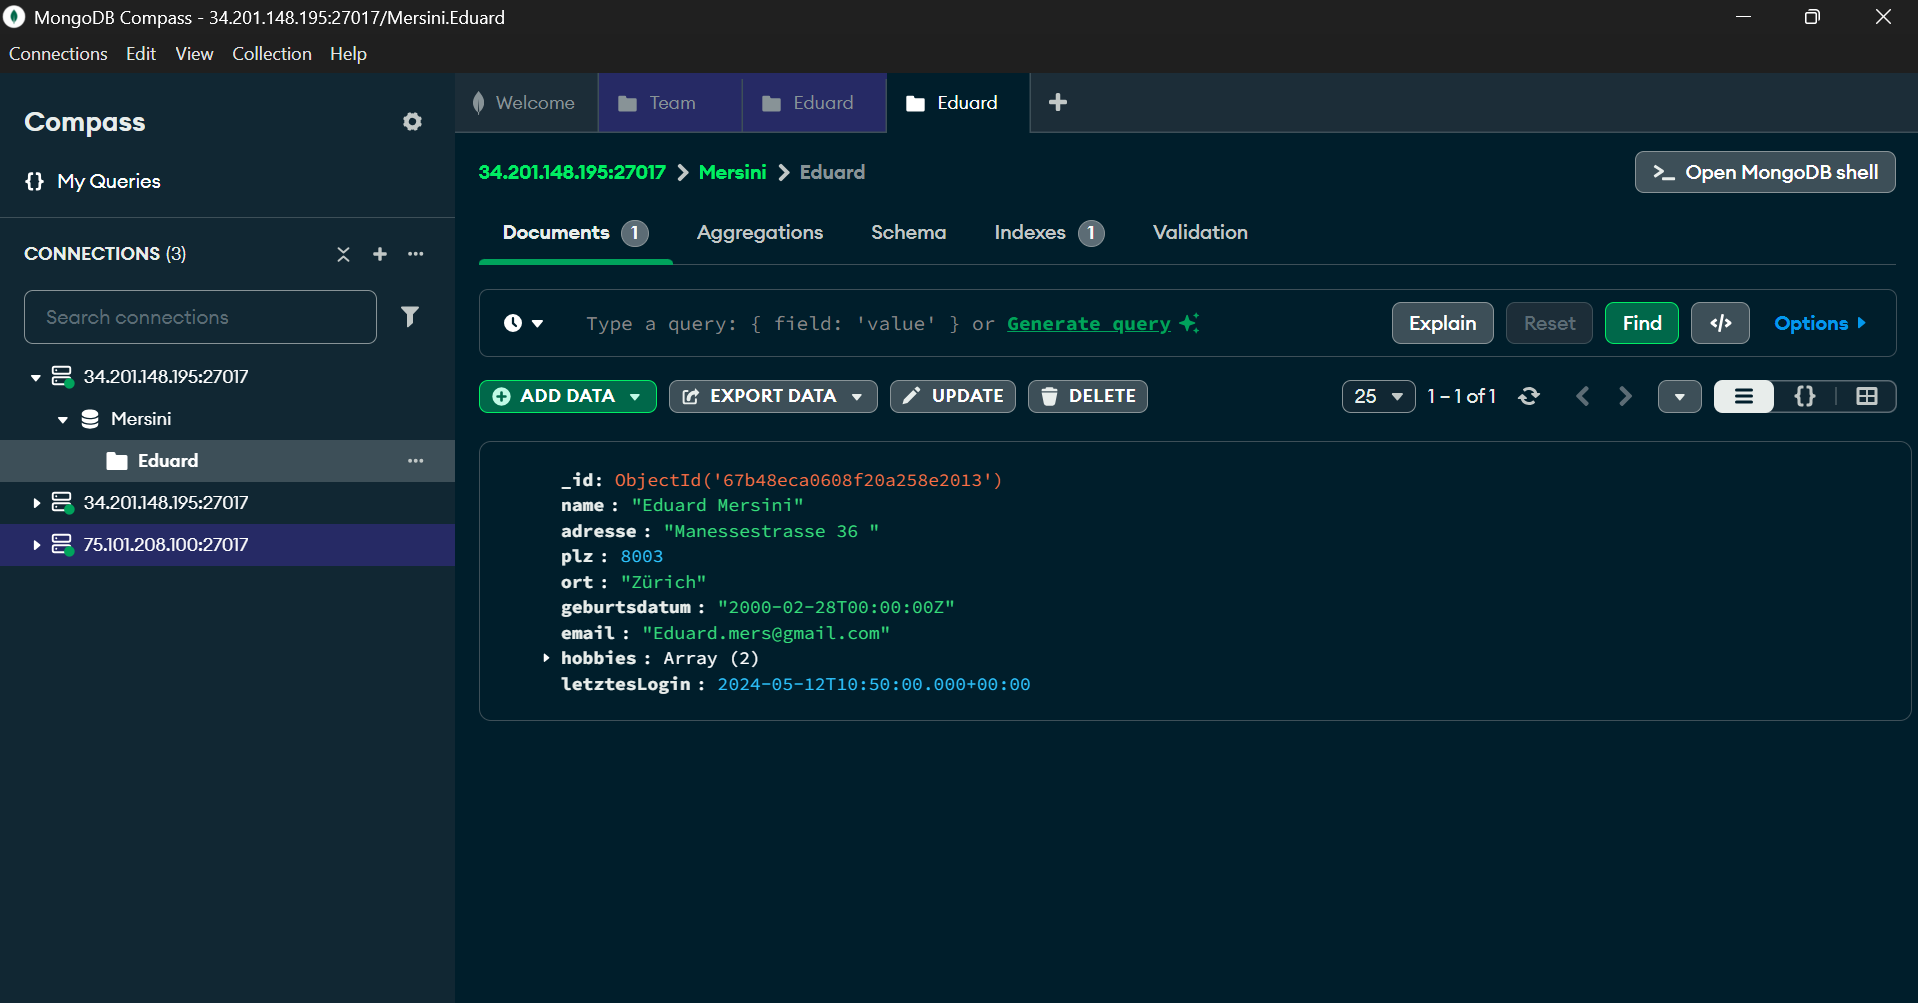 MongoDB Compass - 34.201.148.195:27017/Mersini.Eduard
Connections Edit View Collection Help
Compass
{} My Queries
CONNECTIONS (3)
Search connections
34.201.148.195:27017
Mersini
Eduard
34.201.148.195:27017
75.101.208.100:27017
Welcome Team Eduard Eduard
34.201.148.195:27017 > Mersini > Eduard
>_ Open MongoDB shell
Documents 1 Aggregations Schema Indexes 1 Validation
Type a query: { field: 'value' } or Generate query
Explain Reset Find </> Options
ADD DATA EXPORT DATA UPDATE DELETE
25 1 – 1 of 1 {}
_id: ObjectId('67b48eca0608f20a258e2013')
name : "Eduard Mersini"
adresse : "Manessestrasse 36 "
plz : 8003
ort : "Zürich"
geburtsdatum : "2000-02-28T00:00:00Z"
email : "Eduard.mers@gmail.com"
hobbies : Array (2)
letztesLogin : 2024-05-12T10:50:00.000+00:00